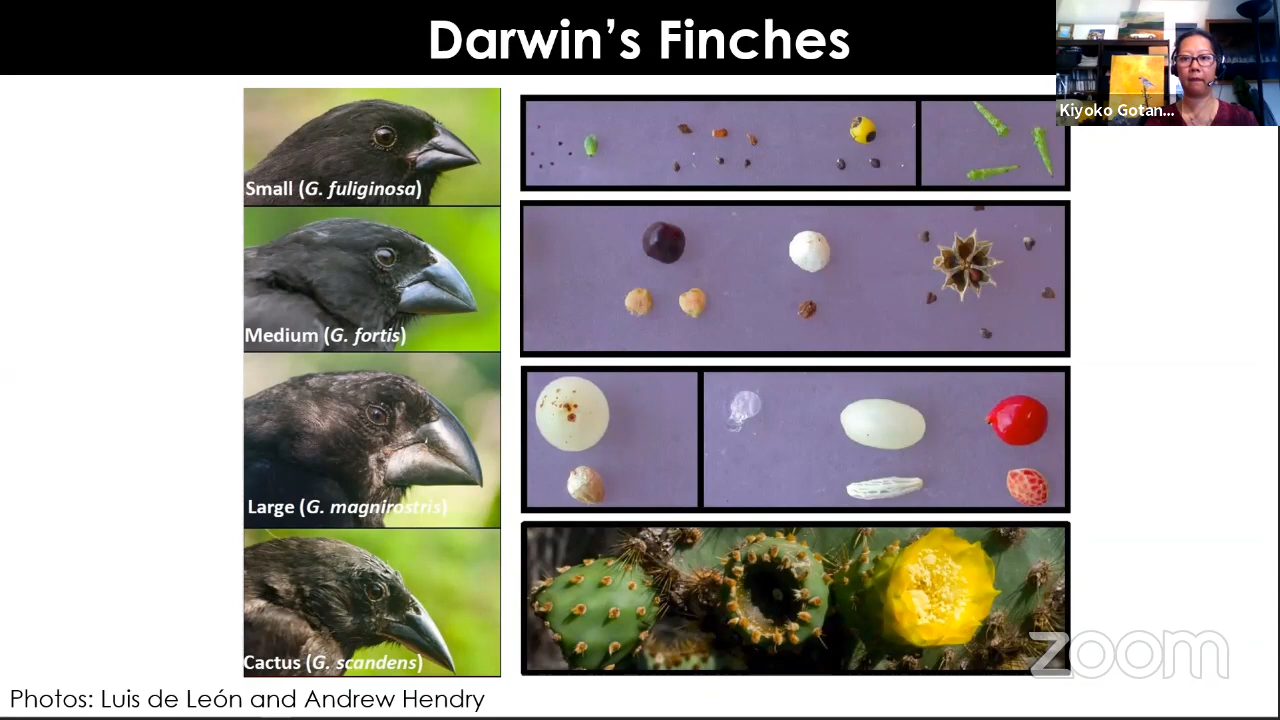 Darwin’s Finches
Kiyoko Gotan...
Small (G. fuliginosa)
Medium (G. fortis)
Large (G. magnirostris)
Cactus (G. scandens)
zoom
Photos: Luis de León and Andrew Hendry